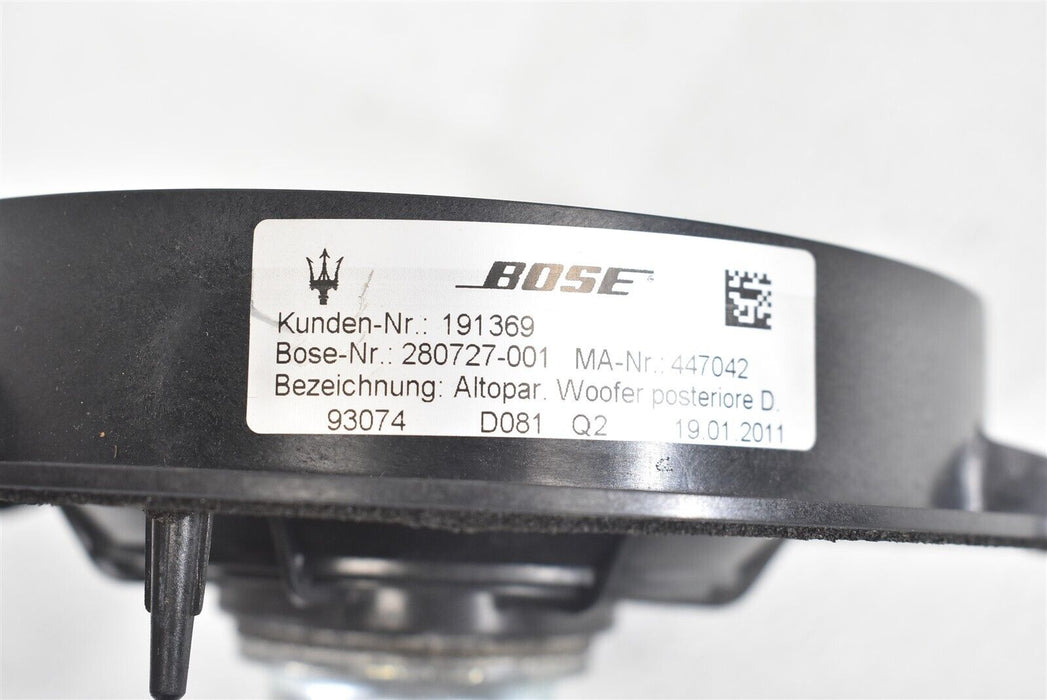 BOSE
Kunden-Nr.: 191369
Bose-Nr.: 280727-001 MA-Nr.: 447042
Bezeichnung: Altopar. Woofer posteriore D.
93074 D081 Q2 19.01.2011